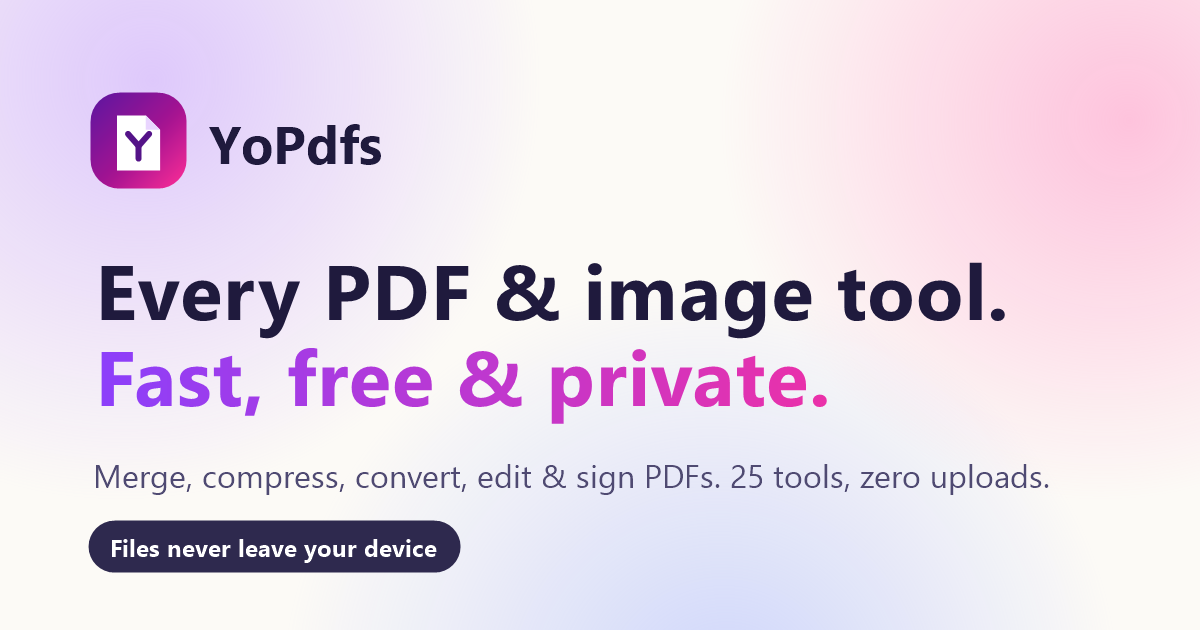 Y
YoPdfs
Every PDF & image tool.
Fast, free & private.
Merge, compress, convert, edit & sign PDFs. 25 tools, zero uploads.
Files never leave your device